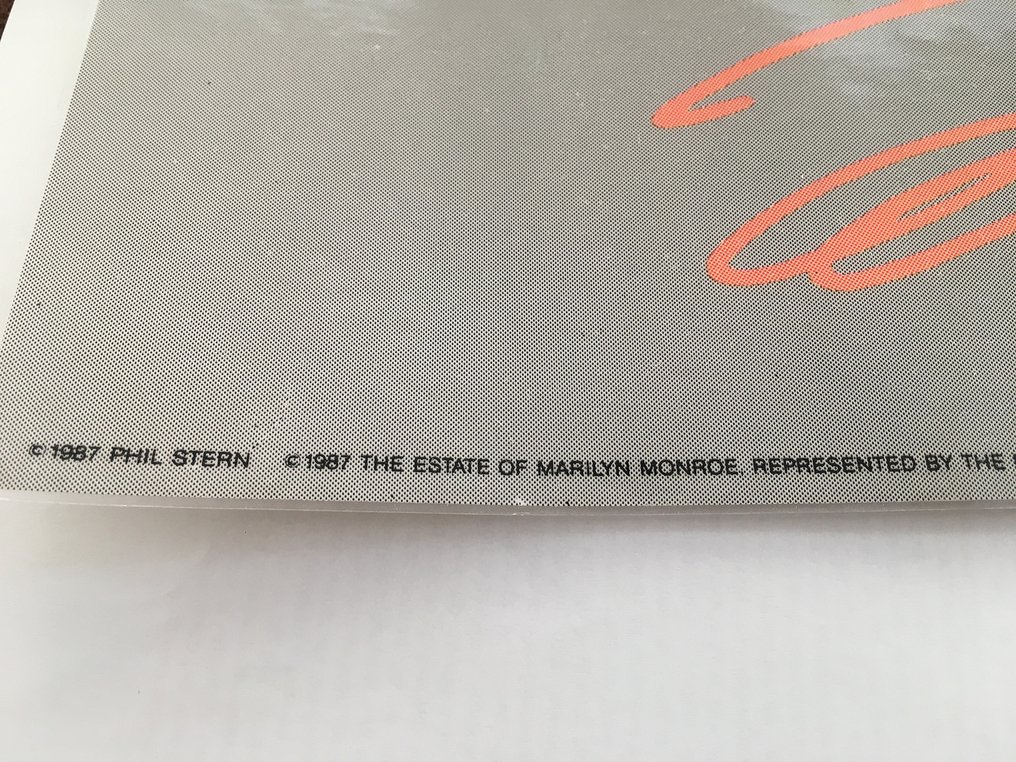 ©1987 PHIL STERN ©1987 THE ESTATE OF MARILYN MONROE, REPRESENTED BY THE